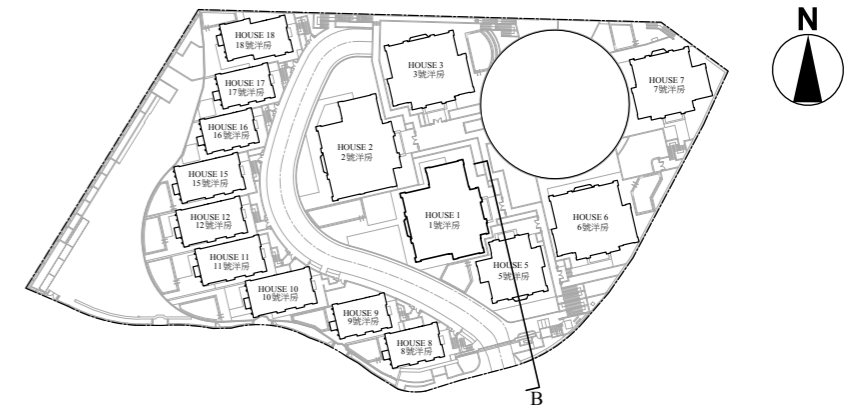 N
HOUSE 18
18號洋房
HOUSE 17
17號洋房
HOUSE 16
16號洋房
HOUSE 15
15號洋房
HOUSE 12
12號洋房
HOUSE 11
11號洋房
HOUSE 10
10號洋房
HOUSE 9
9號洋房
HOUSE 8
8號洋房
HOUSE 3
3號洋房
HOUSE 2
2號洋房
HOUSE 1
1號洋房
HOUSE 5
5號洋房
HOUSE 6
6號洋房
HOUSE 7
7號洋房
B